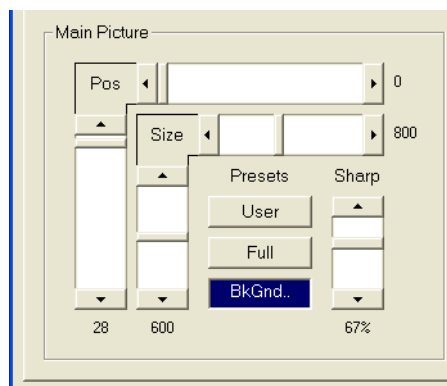 Main Picture
Pos
0
Size
800
Presets
Sharp
User
Full
BkGnd..
28
600
67%